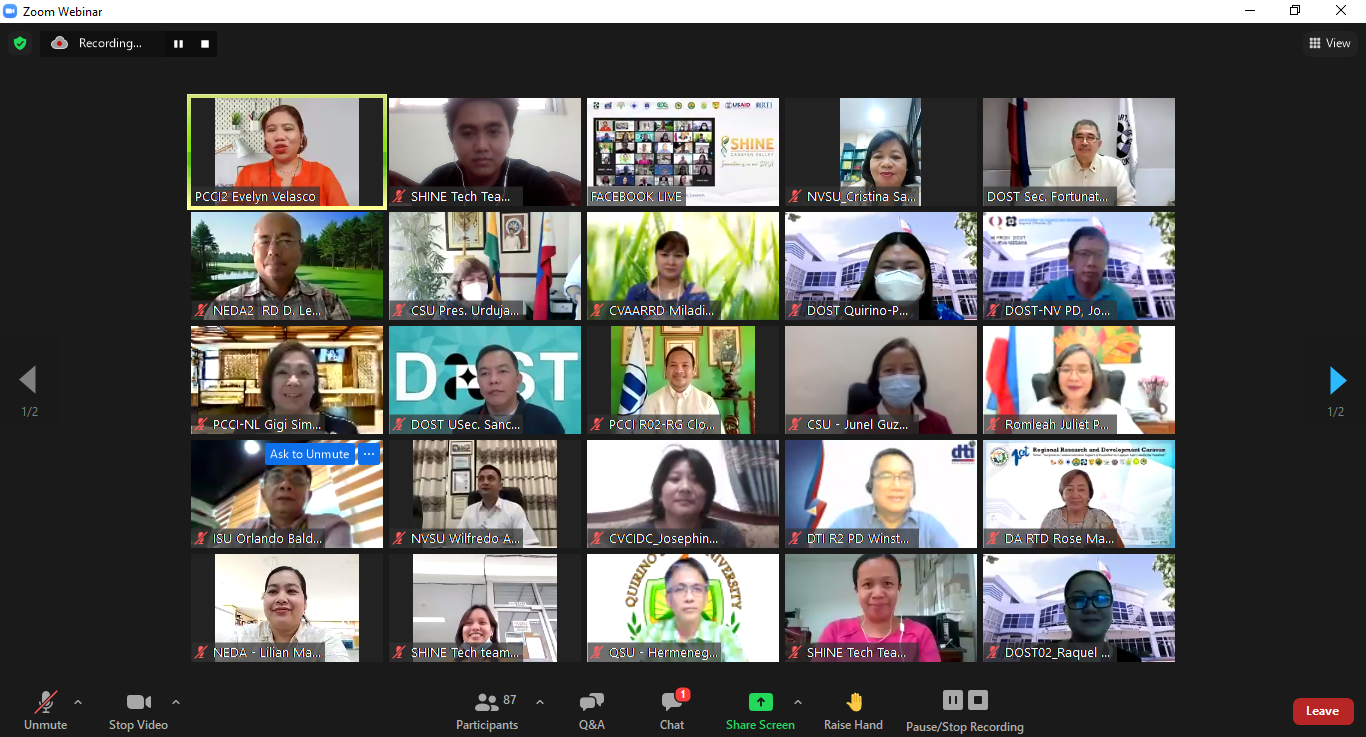 Zoom Webinar
Recording...
View
PCCI2 Evelyn Velasco
SHINE Tech Tea...
USAID
RTI
SHINE
CAGAYAN VALLEY
FACEBOOK LIVE
NVSU_Cristina Sa...
DOST Sec. Fortunat...
NEDA2 RD D. Le...
CSU Pres. Urduja...
CVAARRD Miladi...
DOST Quirino-P...
DOST-NV PD, Jo...
PCCI-NL Gigi Sim...
DOST
DOST USec. Sanc...
PCCI R02-RG Clo...
CSU - Junel Guz...
Romleah Juliet P...
1/2
1/2
Ask to Unmute
ISU Orlando Bald...
NVSU Wilfredo A...
CVCIDC_Josephin...
dti
DTI R2 PD Winst...
Regional Research and Development Caravan
DA RTD Rose Ma...
NEDA - Lilian Ma...
SHINE Tech team...
QUIRINO UNIVERSITY
QSU - Hermeneg...
SHINE Tech Tea...
DOST02_Raquel ...
Unmute
Stop Video
87
Participants
Q&A
1
Chat
Share Screen
Raise Hand
Pause/Stop Recording
Leave